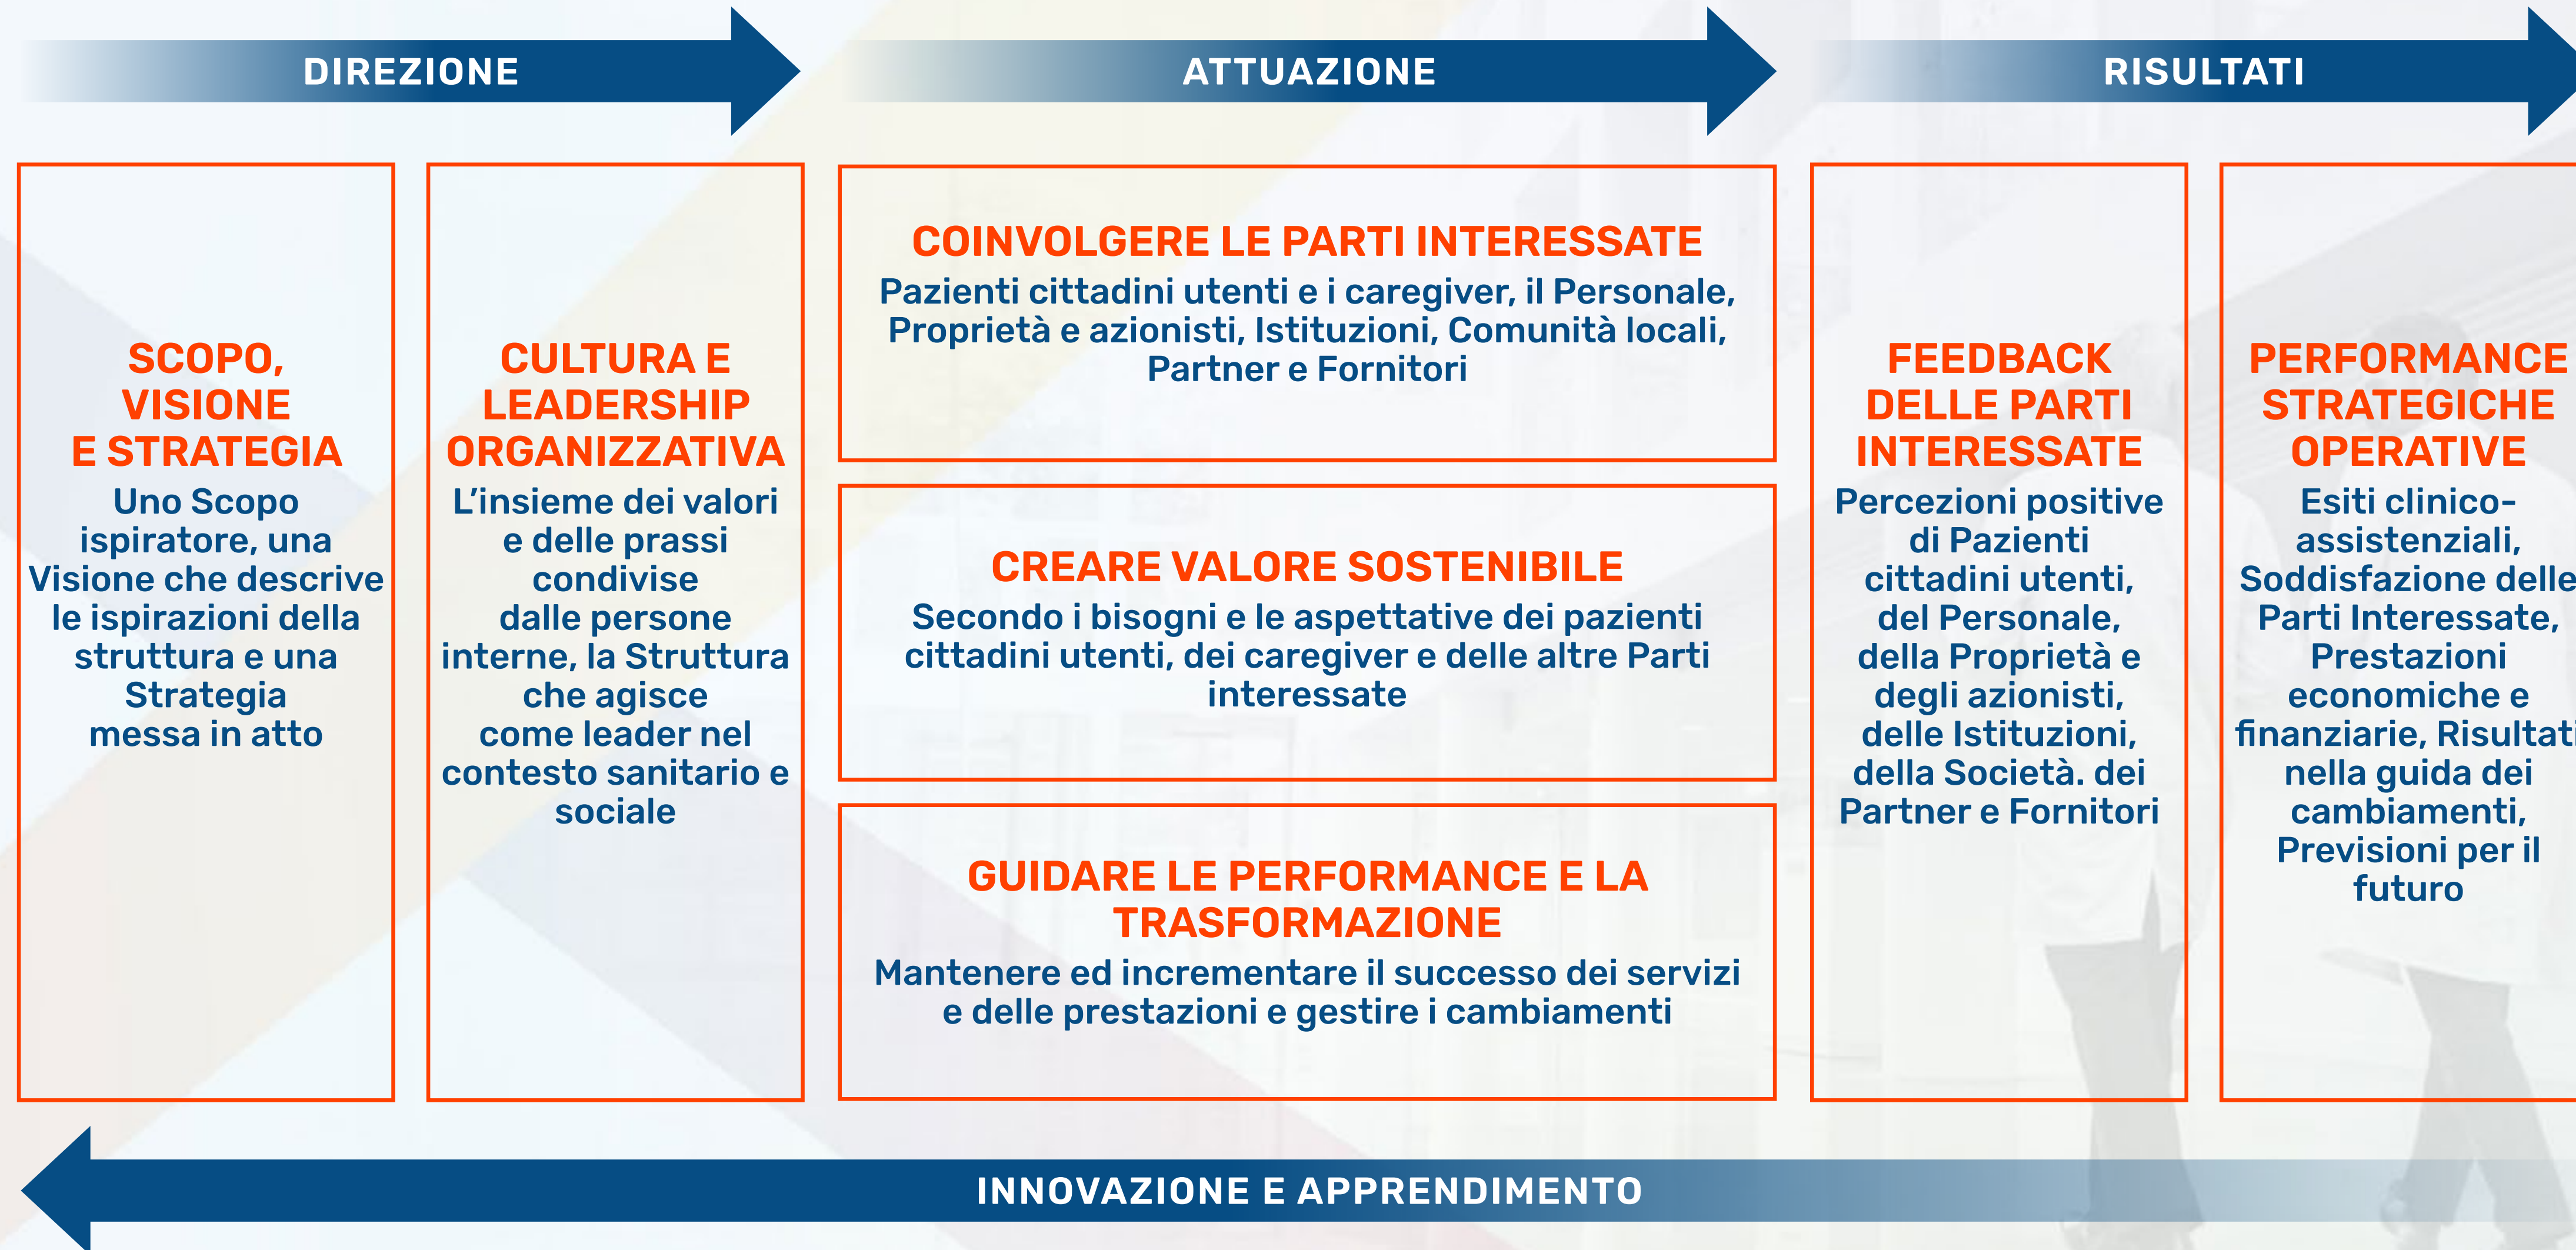 DIREZIONE
ATTUAZIONE
RISULTATI
SCOPO,
VISIONE
E STRATEGIA
Uno Scopo
ispiratore, una
Visione che descrive
le ispirazioni della
struttura e una
Strategia
messa in atto
CULTURA E
LEADERSHIP
ORGANIZZATIVA
L’insieme dei valori
e delle prassi
condivise
dalle persone
interne, la Struttura
che agisce
come leader nel
contesto sanitario e
sociale
COINVOLGERE LE PARTI INTERESSATE
Pazienti cittadini utenti e i caregiver, il Personale,
Proprietà e azionisti, Istituzioni, Comunità locali,
Partner e Fornitori
CREARE VALORE SOSTENIBILE
Secondo i bisogni e le aspettative dei pazienti
cittadini utenti, dei caregiver e delle altre Parti
interessate
GUIDARE LE PERFORMANCE E LA
TRASFORMAZIONE
Mantenere ed incrementare il successo dei servizi
e delle prestazioni e gestire i cambiamenti
FEEDBACK
DELLE PARTI
INTERESSATE
Percezioni positive
di Pazienti
cittadini utenti,
del Personale,
della Proprietà e
degli azionisti,
delle Istituzioni,
della Società. dei
Partner e Fornitori
PERFORMANCE
STRATEGICHE
OPERATIVE
Esiti clinico-
assistenziali,
Soddisfazione delle
Parti Interessate,
Prestazioni
economiche e
finanziarie, Risultati
nella guida dei
cambiamenti,
Previsioni per il
futuro
INNOVAZIONE E APPRENDIMENTO